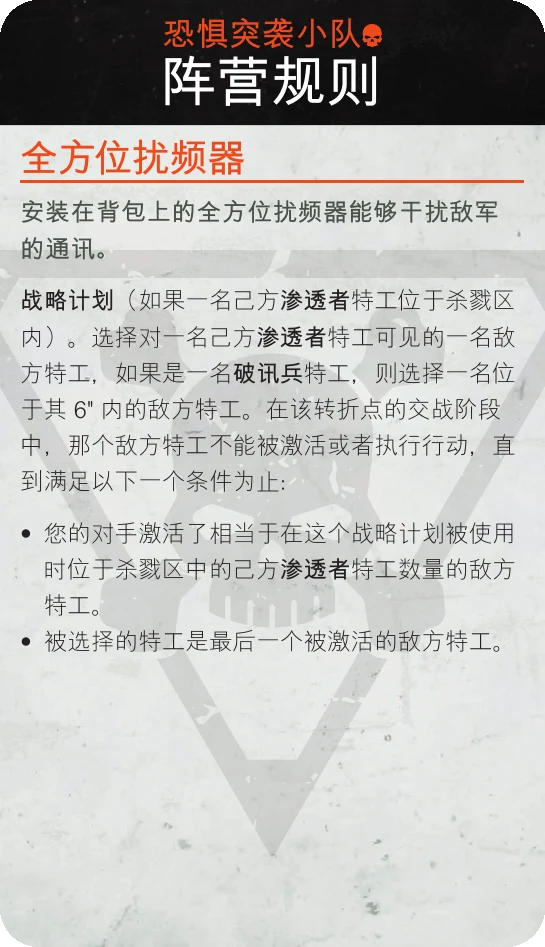 恐惧突袭小队
阵营规则
全方位扰频器
安装在背包上的全方位扰频器能够干扰敌军
的通讯。
战略计划（如果一名己方渗透者特工位于杀戮区
内）。选择对一名己方渗透者特工可见的一名敌
方特工，如果是一名破讯兵特工，则选择一名位
于其 6" 内的敌方特工。在该转折点的交战阶段
中，那个敌方特工不能被激活或者执行行动，直
到满足以下一个条件为止:
• 您的对手激活了相当于在这个战略计划被使用
时位于杀戮区中的己方渗透者特工数量的敌方
特工。
• 被选择的特工是最后一个被激活的敌方特工。